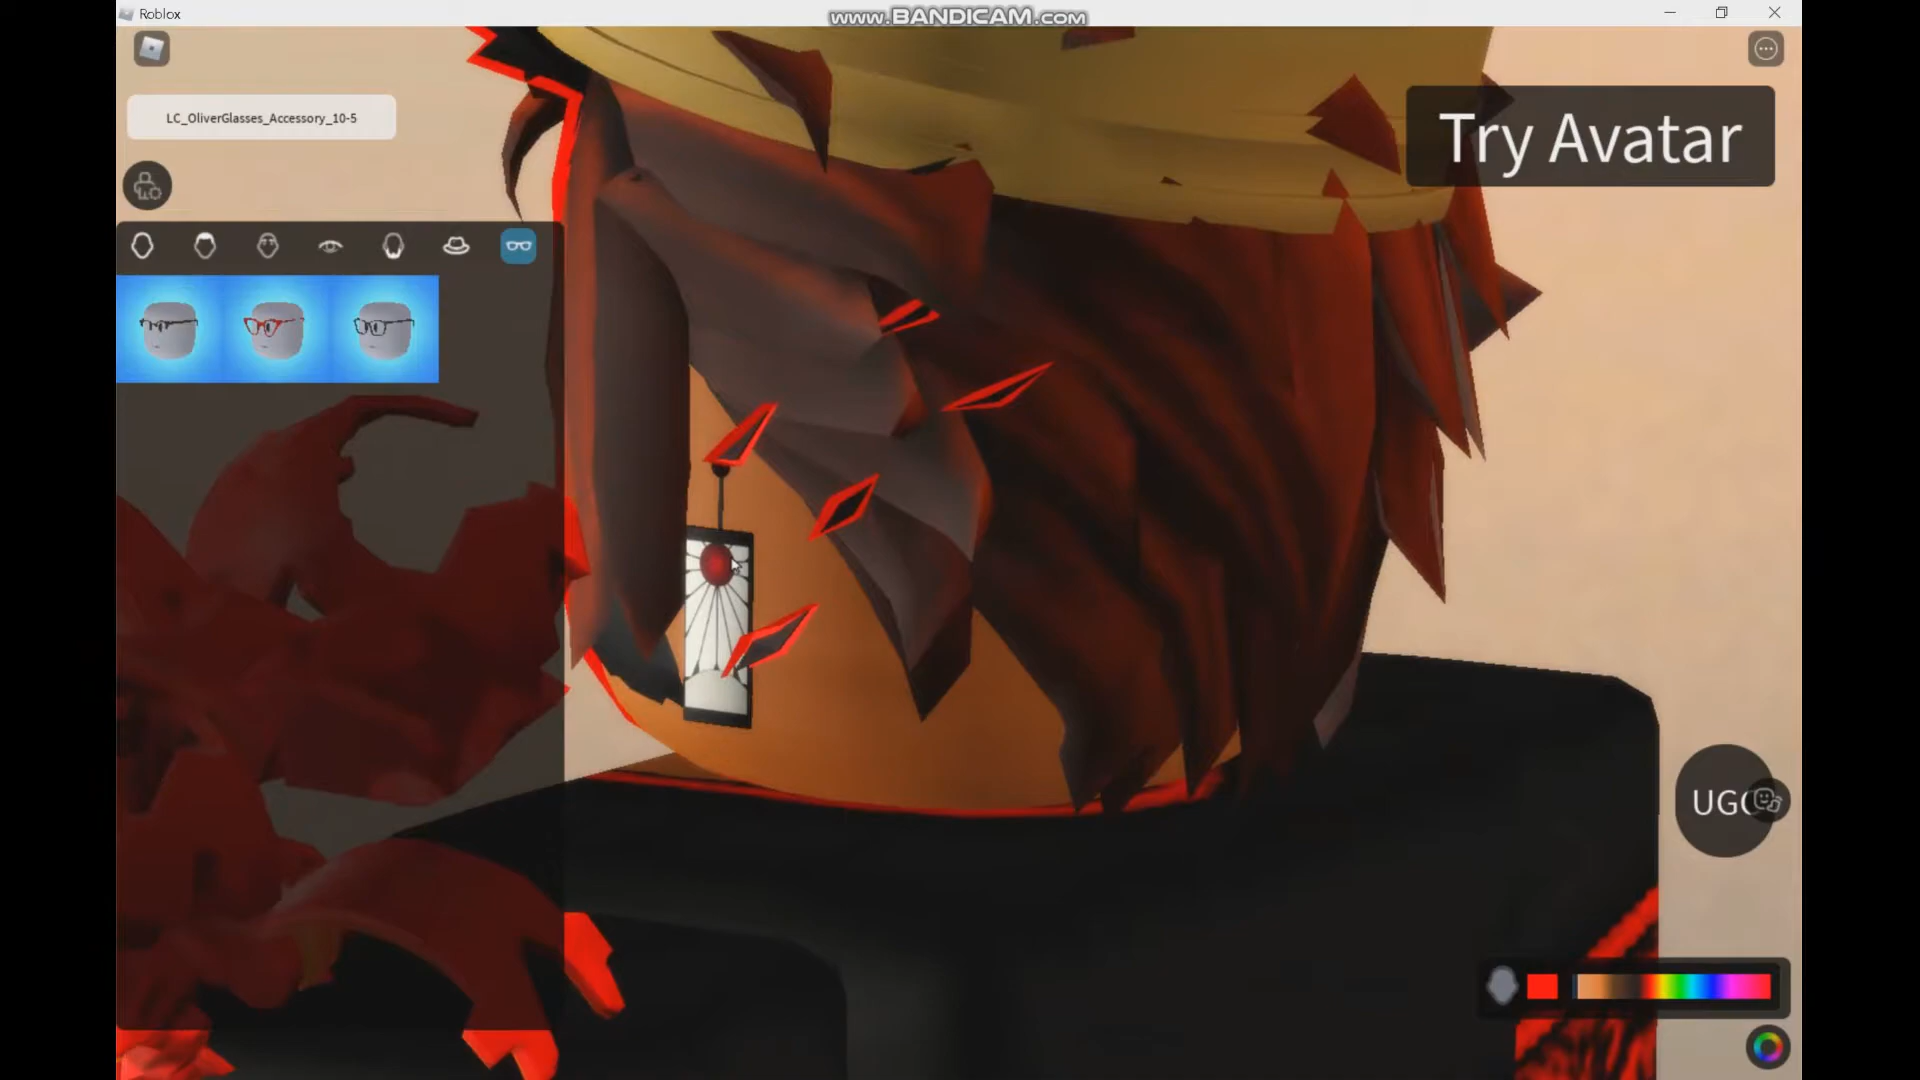 Roblox
www.BANDICAM.com
LC_OliverGlasses_Accessory_10-5
Try Avatar
UGC